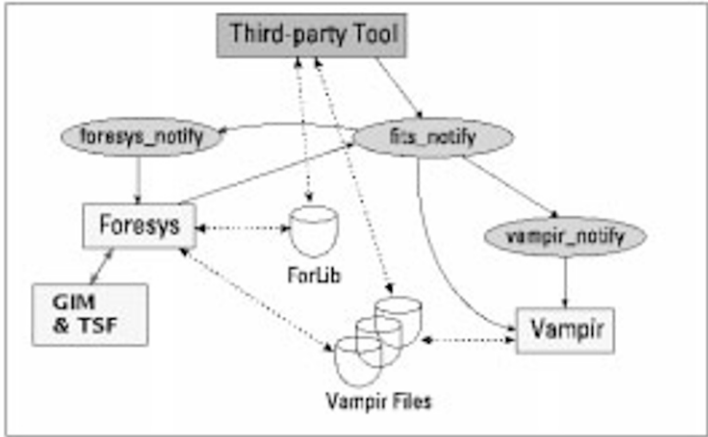 Third-party Tool
foresys_notify
fits_notify
Foresys
vampir_notify
ForLib
GIM
& TSF
Vampir
Vampir Files